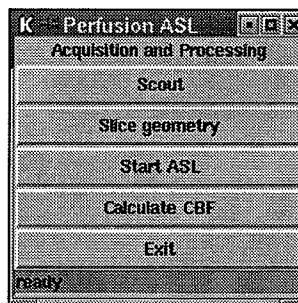 K Perfusion ASL
Acquisition and Processing
Scout
Slice geometry
Start ASL
Calculate CBF
Exit
ready